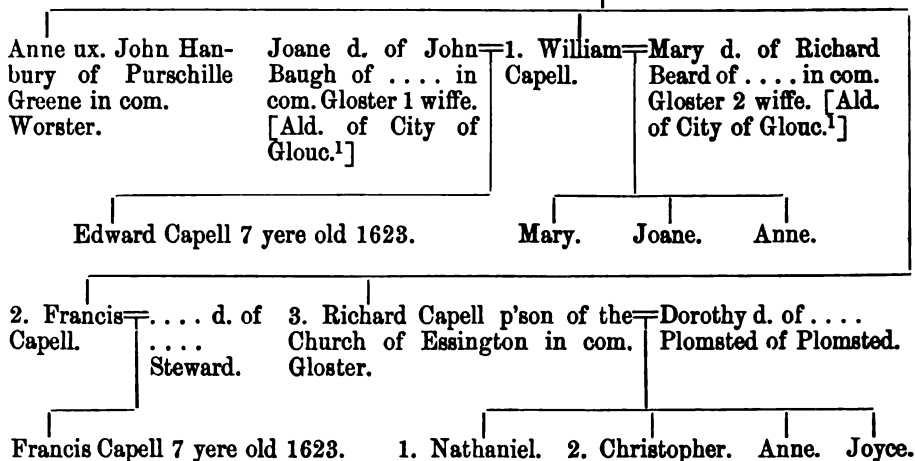 Anne ux. John Han-
bury of Purschille
Greene in com.
Worster.
Joane d. of John
Baugh of .... in
com. Gloster 1 wiffe.
[Ald. of City of
Glouc.¹]
1. William
Capell.
Mary d. of Richard
Beard of .... in com.
Gloster 2 wiffe. [Ald.
of City of Glouc.¹]
Edward Capell 7 yere old 1623.
Mary. Joane. Anne.
2. Francis
Capell.
.... d. of
....
Steward.
3. Richard Capell p'son of the
Church of Essington in com.
Gloster.
Dorothy d. of ....
Plomsted of Plomsted.
Francis Capell 7 yere old 1623.
1. Nathaniel. 2. Christopher. Anne. Joyce.